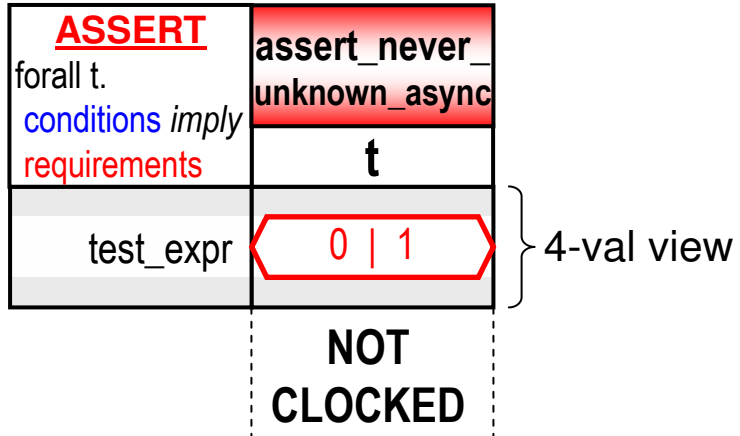 ASSERT
forall t.
conditions imply
requirements
assert_never_
unknown_async
t
test_expr
0 | 1
4-val view
NOT
CLOCKED